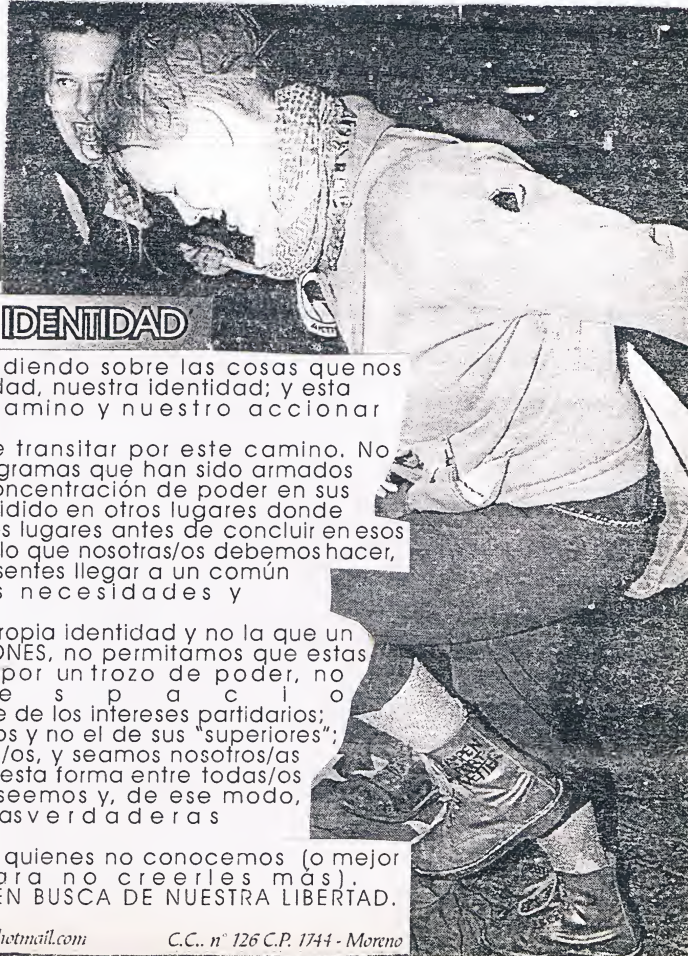 IDENTIDAD
diendo sobre las cosas que nos
dad, nuestra identidad; y esta
amino y nuestro accionar
e transitar por este camino. No
gramas que han sido armados
oncentración de poder en sus
idido en otros lugares donde
s lugares antes de concluir en esos
lo que nosotras/os debemos hacer,
sentes llegar a un común
s necesidades y
ropia identidad y no la que un
ONES, no permitamos que estas
por un trozo de poder, no
e s p a c i o
e de los intereses partidarios;
os y no el de sus "superiores";
/os, y seamos nosotros/as
esta forma entre todas/os
seemos y, de ese modo,
as verdaderas
quienes no conocemos (o mejor
ara no creerles más).
EN BUSCA DE NUESTRA LIBERTAD.
hotmail.com C.C.. n° 126 C.P. 1744 - Moreno